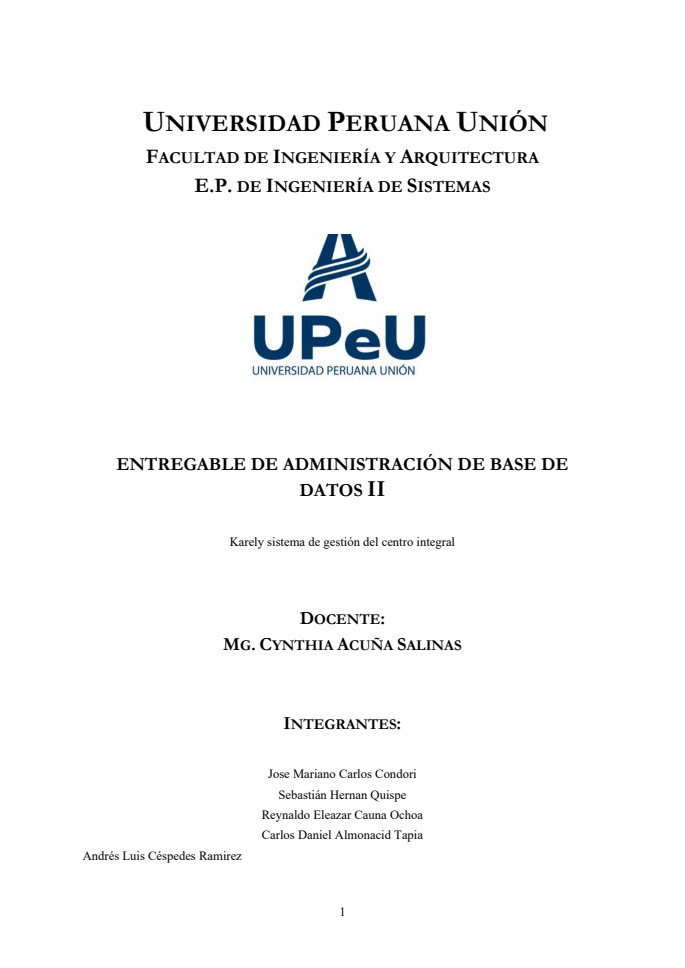 UNIVERSIDAD PERUANA UNIÓN
FACULTAD DE INGENIERÍA Y ARQUITECTURA
E.P. DE INGENIERÍA DE SISTEMAS
UPeU
UNIVERSIDAD PERUANA UNIÓN
ENTREGABLE DE ADMINISTRACIÓN DE BASE DE
DATOS II
Karely sistema de gestión del centro integral
DOCENTE:
MG. CYNTHIA ACUÑA SALINAS
INTEGRANTES:
Jose Mariano Carlos Condori
Sebastián Hernan Quispe
Reynaldo Eleazar Cauna Ochoa
Carlos Daniel Almonacid Tapia
Andrés Luis Céspedes Ramirez
1